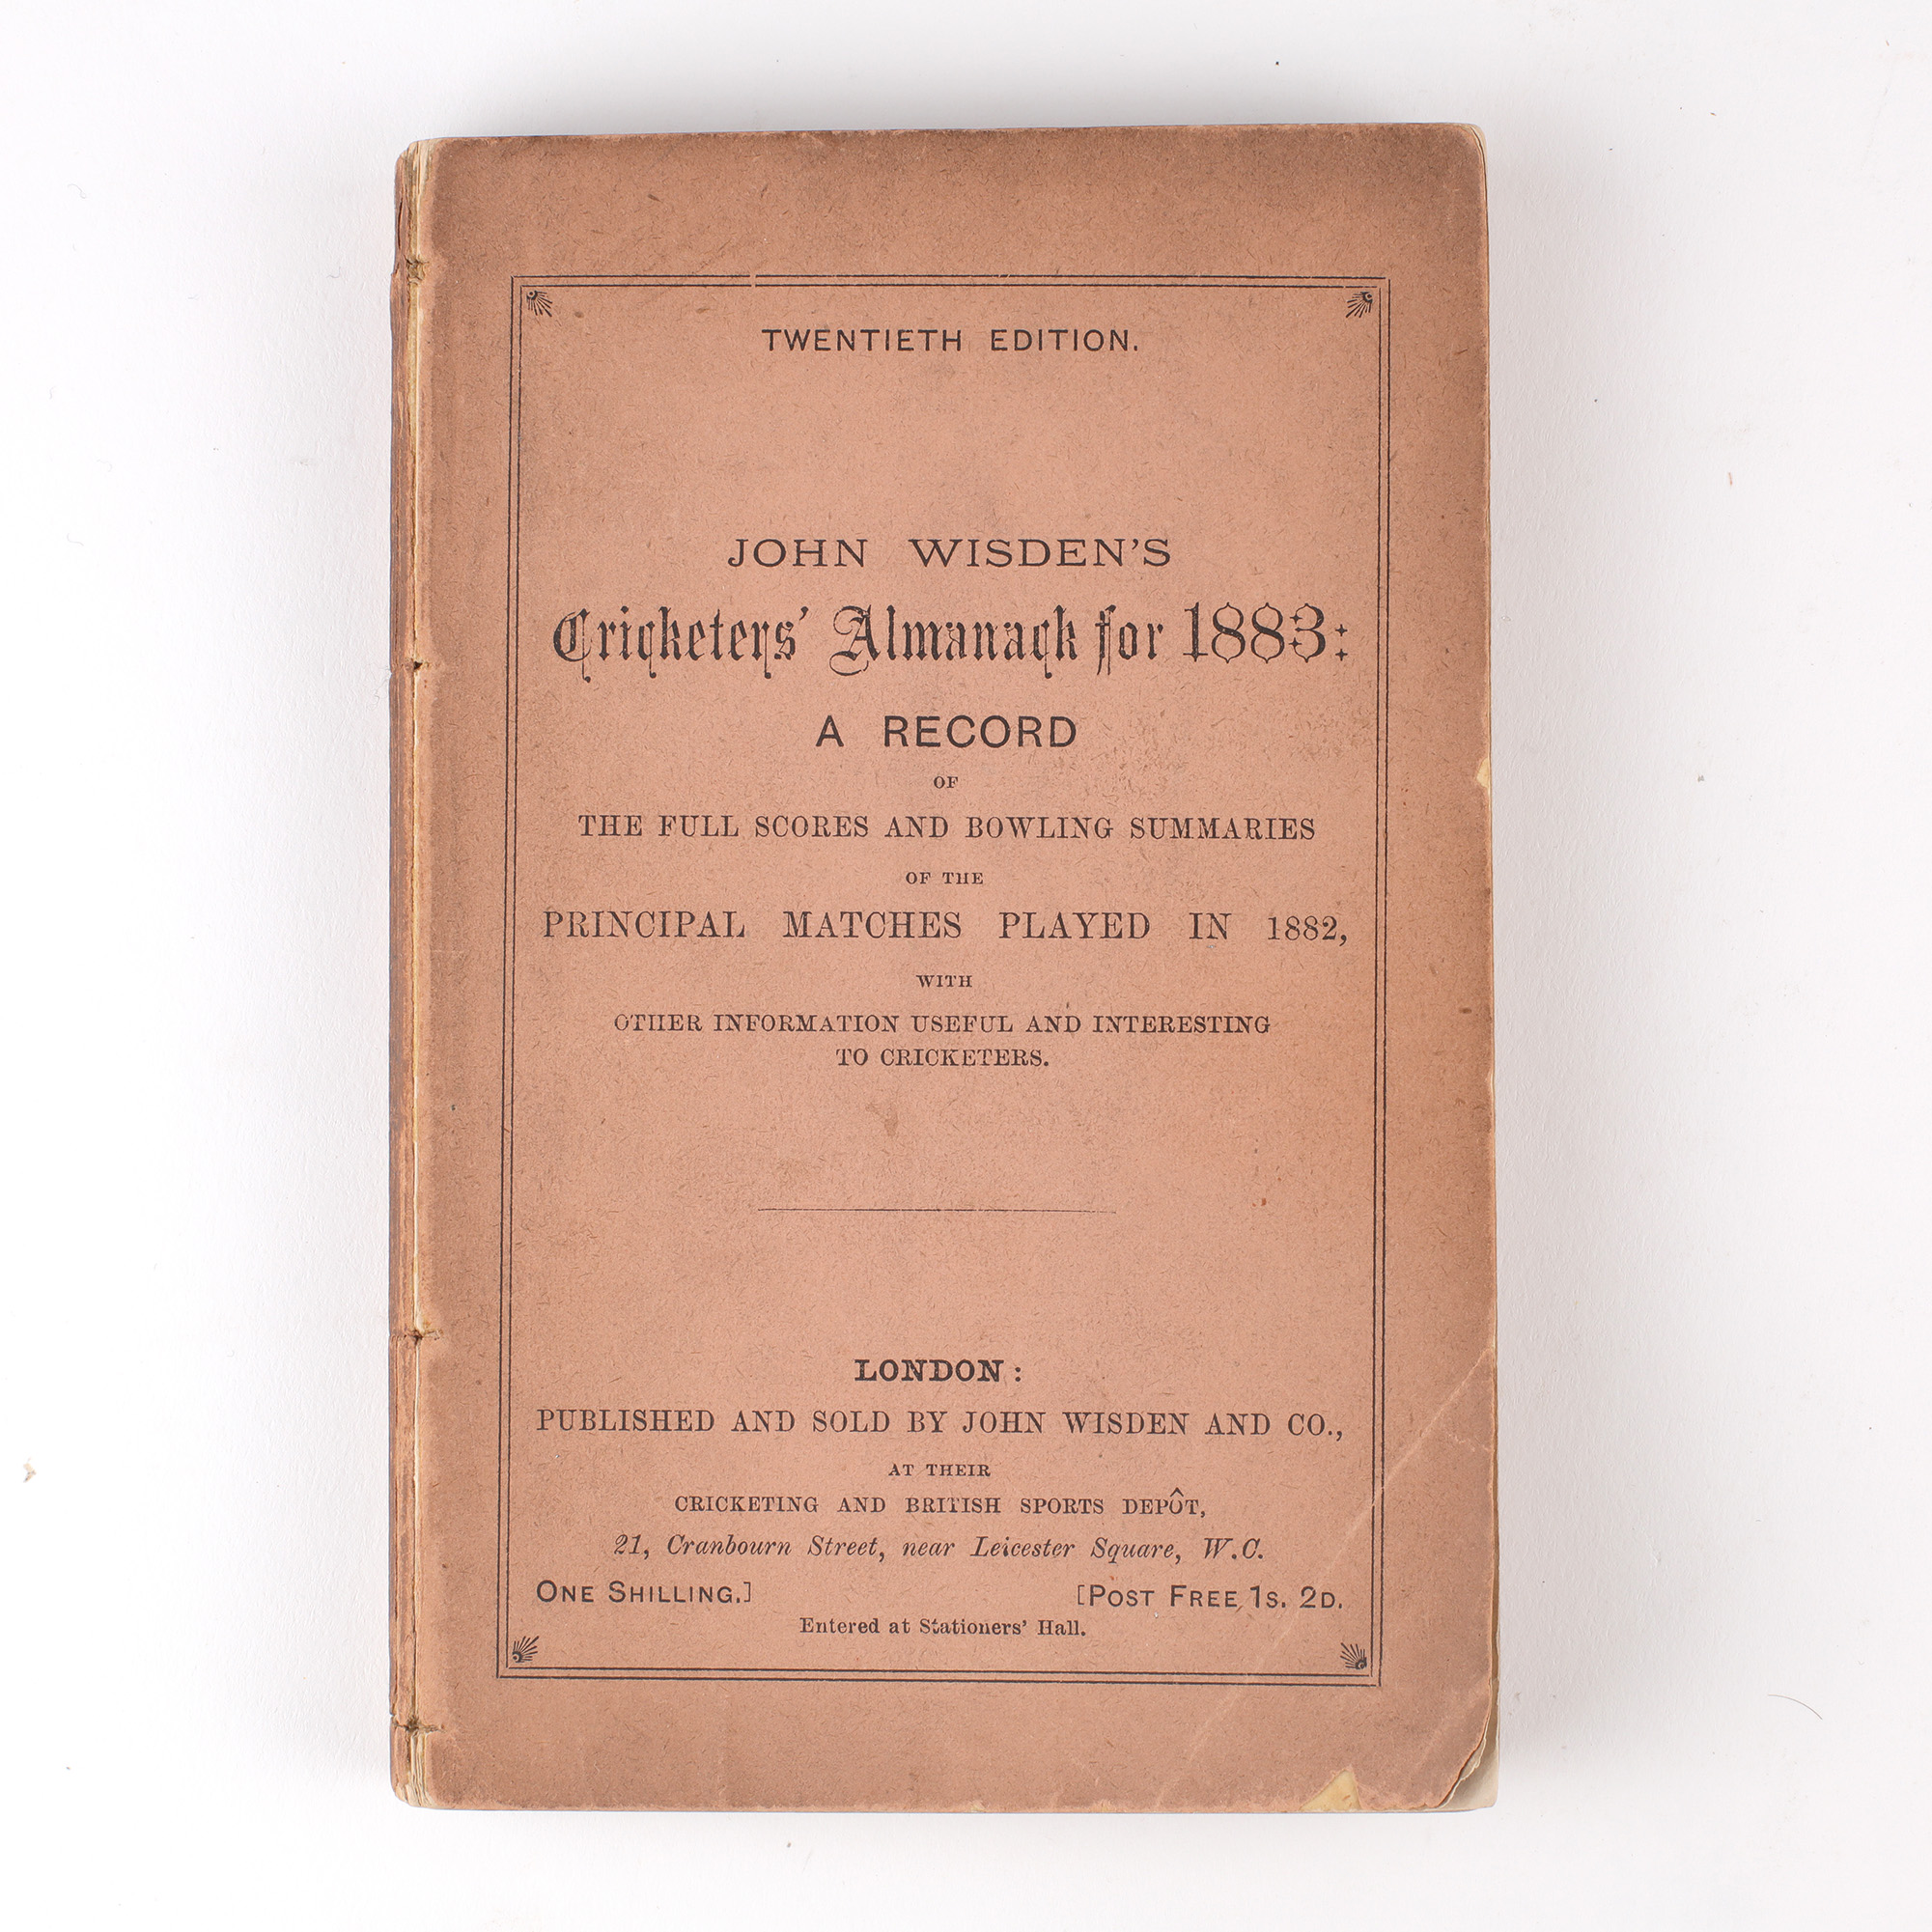 TWENTIETH EDITION.
JOHN WISDEN'S
Cricketers' Almanack for 1883:
A RECORD
OF
THE FULL SCORES AND BOWLING SUMMARIES
OF THE
PRINCIPAL MATCHES PLAYED IN 1882,
WITH
OTHER INFORMATION USEFUL AND INTERESTING
TO CRICKETERS.
LONDON:
PUBLISHED AND SOLD BY JOHN WISDEN AND CO.,
AT THEIR
CRICKETING AND BRITISH SPORTS DEPÔT,
21, Cranbourn Street, near Leicester Square, W.C.
ONE SHILLING.] [POST FREE, 1S. 2D.
Entered at Stationers' Hall.